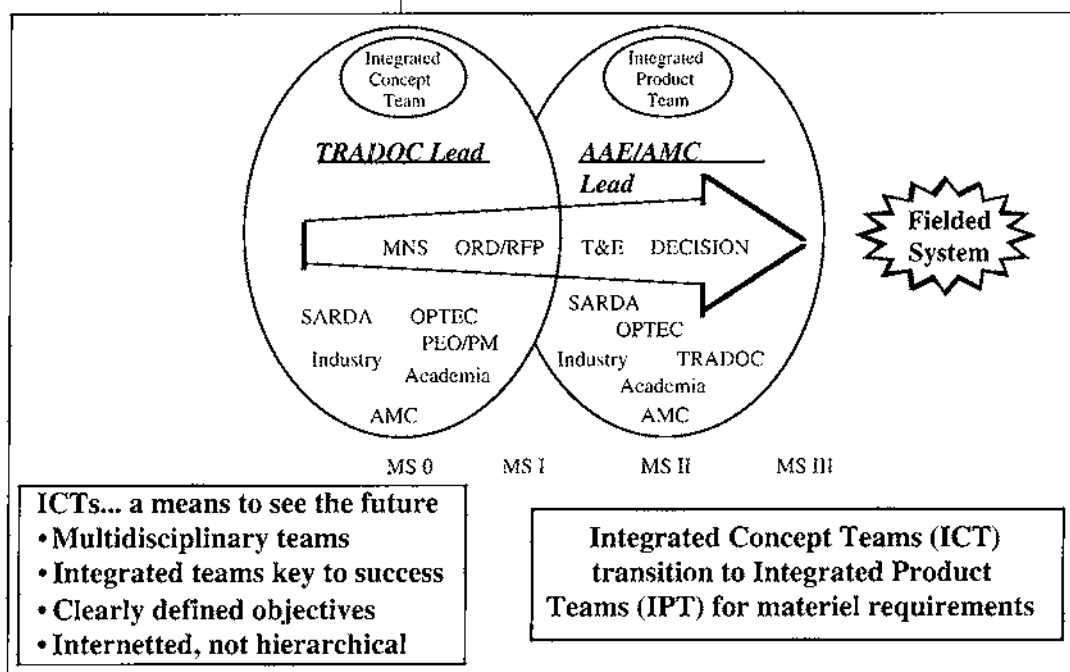 Integrated
Concept
Team
Integrated
Product
Team
TRADOC Lead
AAE/AMC
Lead
MNS ORD/RFP T&E DECISION
Fielded
System
SARDA OPTEC
PEO/PM
Industry
Academia
AMC
SARDA
OPTEC
Industry TRADOC
Academia
AMC
MS 0 MS I MS II MS III
ICTs... a means to see the future
• Multidisciplinary teams
• Integrated teams key to success
• Clearly defined objectives
• Internetted, not hierarchical
Integrated Concept Teams (ICT)
transition to Integrated Product
Teams (IPT) for materiel requirements